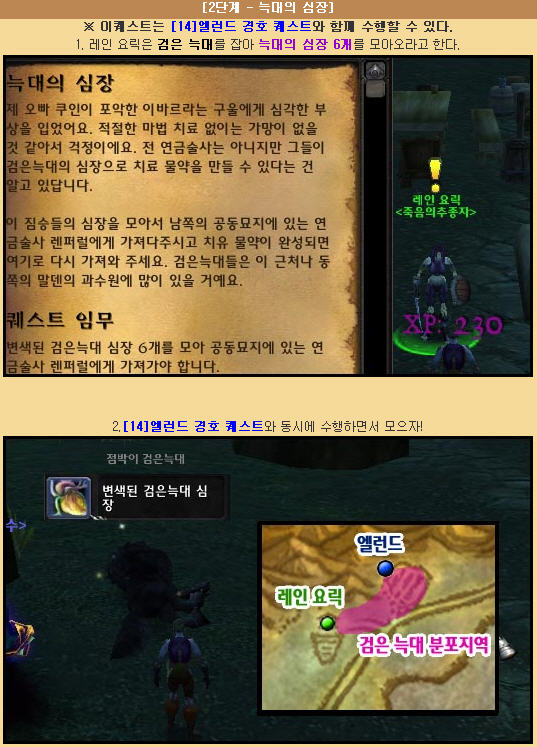 [2단계 - 늑대의 심장]
※ 이퀘스트는 [14]엘런드 경호 퀘스트와 함께 수행할 수 있다.
1. 레인 요릭은 검은 늑대를 잡아 늑대의 심장 6개를 모아오라고 한다.
늑대의 심장
제 오빠 쿠인이 포악한 이바르라는 구울에게 심각한 부
상을 입었어요. 적절한 마법 치료 없이는 가망이 없을
것 같아서 걱정이에요. 전 연금술사는 아니지만 그들이
검은늑대의 심장으로 치료 물약을 만들 수 있다는 건
알고 있답니다.
이 짐승들의 심장을 모아서 남쪽의 공동묘지에 있는 연
금술사 렌퍼럴에게 가져다주시고 치유 물약이 완성되면
여기로 다시 가져와 주세요. 검은늑대들은 이 근처나 동
쪽의 말덴의 과수원에 많이 있을 거예요.
퀘스트 임무
변색된 검은늑대 심장 6개를 모아 공동묘지에 있는 연
금술사 렌퍼럴에게 가져가야 합니다.
레인 요릭
<죽음의추종자>
XP: 230
2.[14]엘런드 경호 퀘스트와 동시에 수행하면서 모으자!
점박이 검은늑대
변색된 검은늑대 심
장
수>
엘런드
레인 요릭
검은 늑대 분포지역